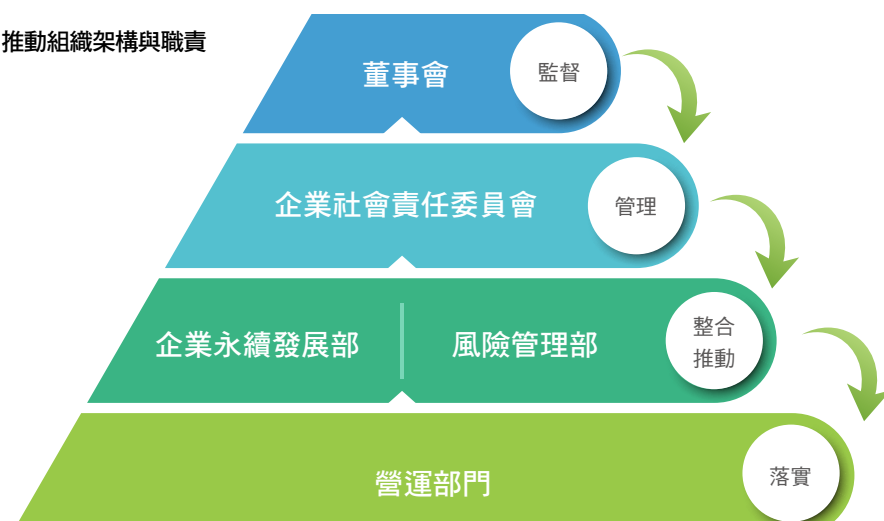 推動組織架構與職責
董事會
監督
企業社會責任委員會
管理
企業永續發展部
風險管理部
整合
推動
營運部門
落實